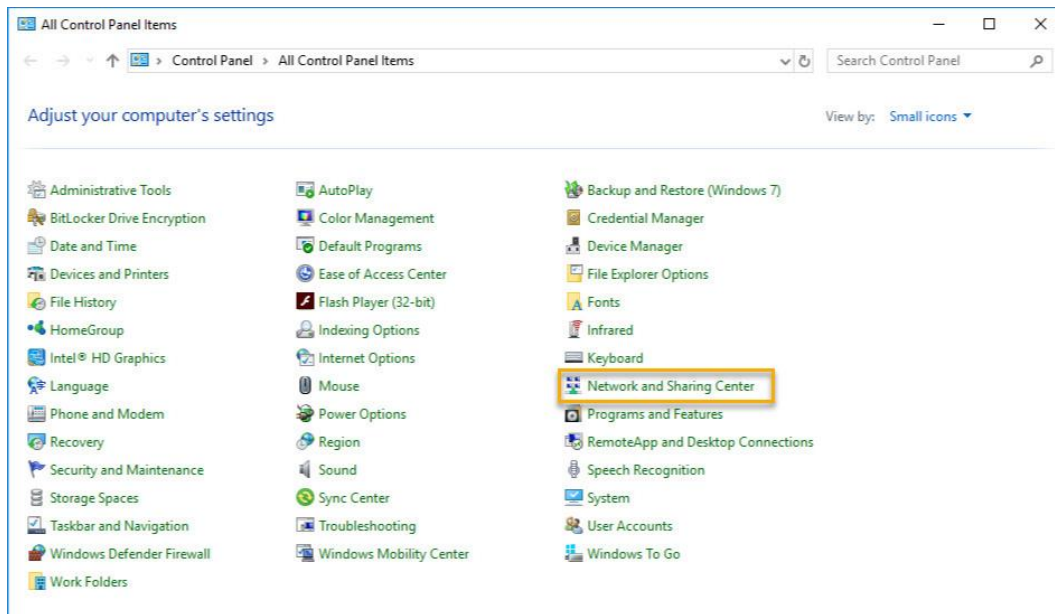 All Control Panel Items
Control Panel > All Control Panel Items
Search Control Panel
Adjust your computer's settings
View by: Small icons
Administrative Tools
AutoPlay
Backup and Restore (Windows 7)
BitLocker Drive Encryption
Color Management
Credential Manager
Date and Time
Default Programs
Device Manager
Devices and Printers
Ease of Access Center
File Explorer Options
File History
Flash Player (32-bit)
Fonts
HomeGroup
Indexing Options
Infrared
Intel® HD Graphics
Internet Options
Keyboard
Language
Mouse
Network and Sharing Center
Phone and Modem
Power Options
Programs and Features
Recovery
Region
RemoteApp and Desktop Connections
Security and Maintenance
Sound
Speech Recognition
Storage Spaces
Sync Center
System
Taskbar and Navigation
Troubleshooting
User Accounts
Windows Defender Firewall
Windows Mobility Center
Windows To Go
Work Folders